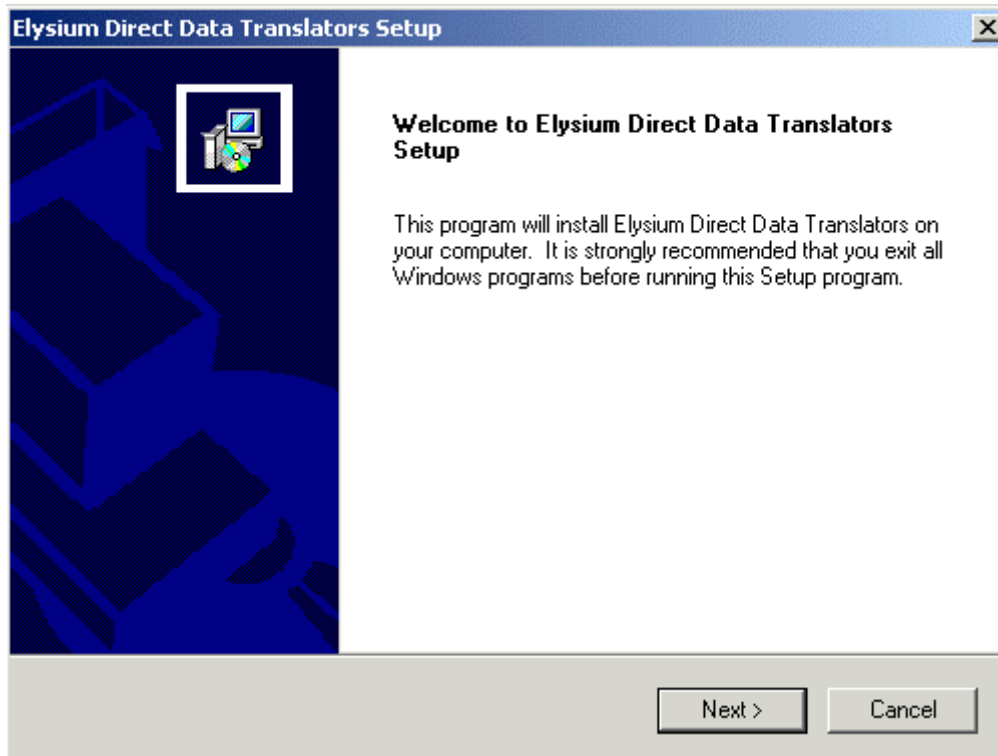 Elysium Direct Data Translators Setup
Welcome to Elysium Direct Data Translators
Setup
This program will install Elysium Direct Data Translators on
your computer.  It is strongly recommended that you exit all
Windows programs before running this Setup program.
Next >
Cancel